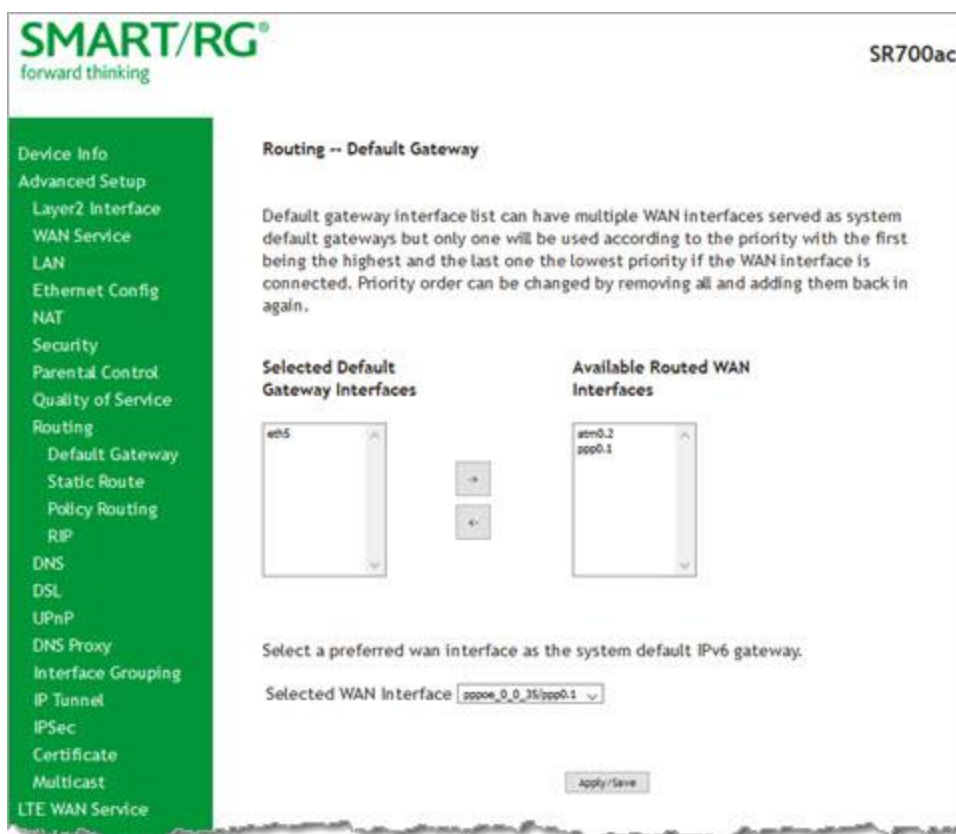 SMART/RG®
forward thinking
SR700ac
Device Info
Advanced Setup
Layer2 Interface
WAN Service
LAN
Ethernet Config
NAT
Security
Parental Control
Quality of Service
Routing
Default Gateway
Static Route
Policy Routing
RIP
DNS
DSL
UPnP
DNS Proxy
Interface Grouping
IP Tunnel
IPSec
Certificate
Multicast
LTE WAN Service
Routing -- Default Gateway
Default gateway interface list can have multiple WAN interfaces served as system
default gateways but only one will be used according to the priority with the first
being the highest and the last one the lowest priority if the WAN interface is
connected. Priority order can be changed by removing all and adding them back in
again.
Selected Default
Gateway Interfaces
Available Routed WAN
Interfaces
eth5
atm0.2
ppp0.1
->
<-
Select a preferred wan interface as the system default IPv6 gateway.
Selected WAN Interface pppoe_0_0_35/ppp0.1
Apply/Save